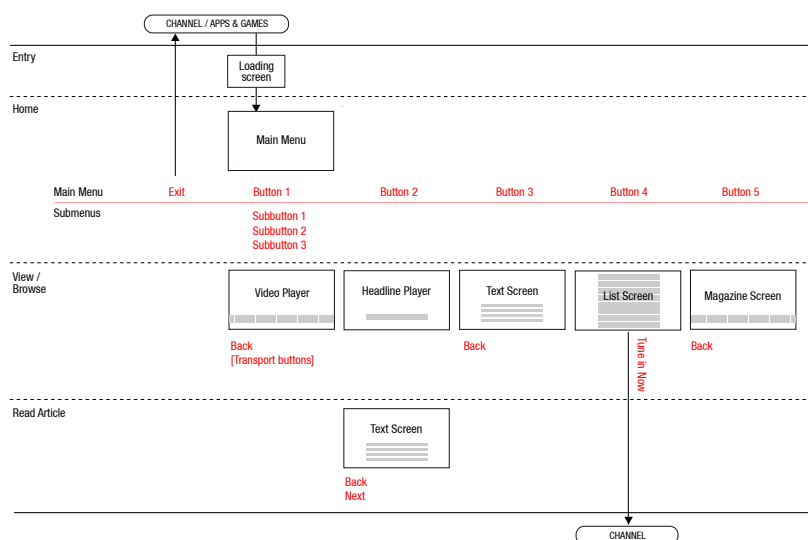 CHANNEL / APPS & GAMES
Entry
Loading
screen
Home
Main Menu
Main Menu Exit Button 1 Button 2 Button 3 Button 4 Button 5
Submenus
Subbutton 1
Subbutton 2
Subbutton 3
View /
Browse
Video Player Headline Player Text Screen List Screen Magazine Screen
Back Back Back
[Transport buttons]
Tune in Now
Read Article
Text Screen
Back
Next
CHANNEL